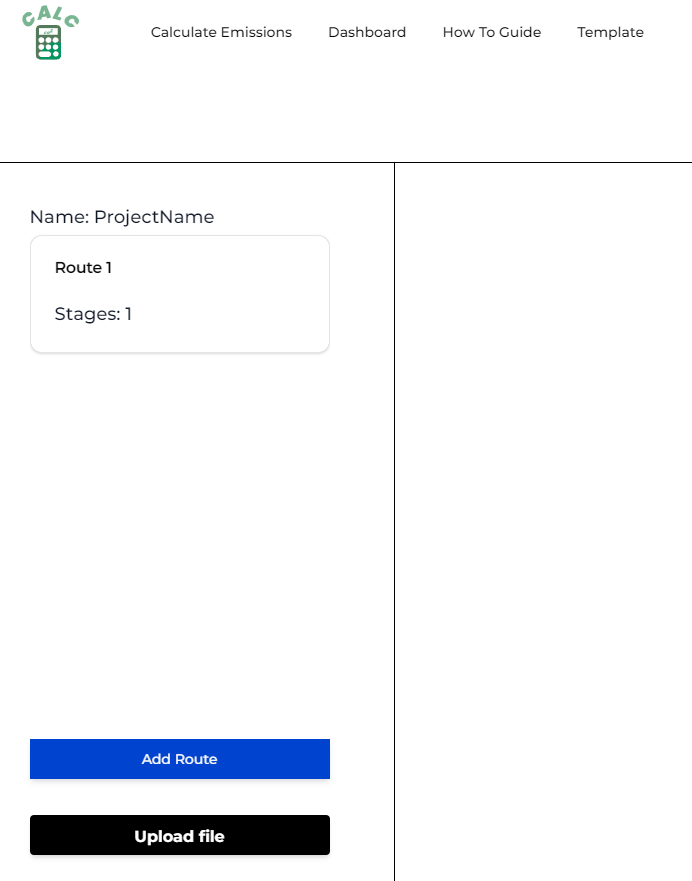 CALC
Calculate Emissions
Dashboard
How To Guide
Template
Name: ProjectName
Route 1
Stages: 1
Add Route
Upload file